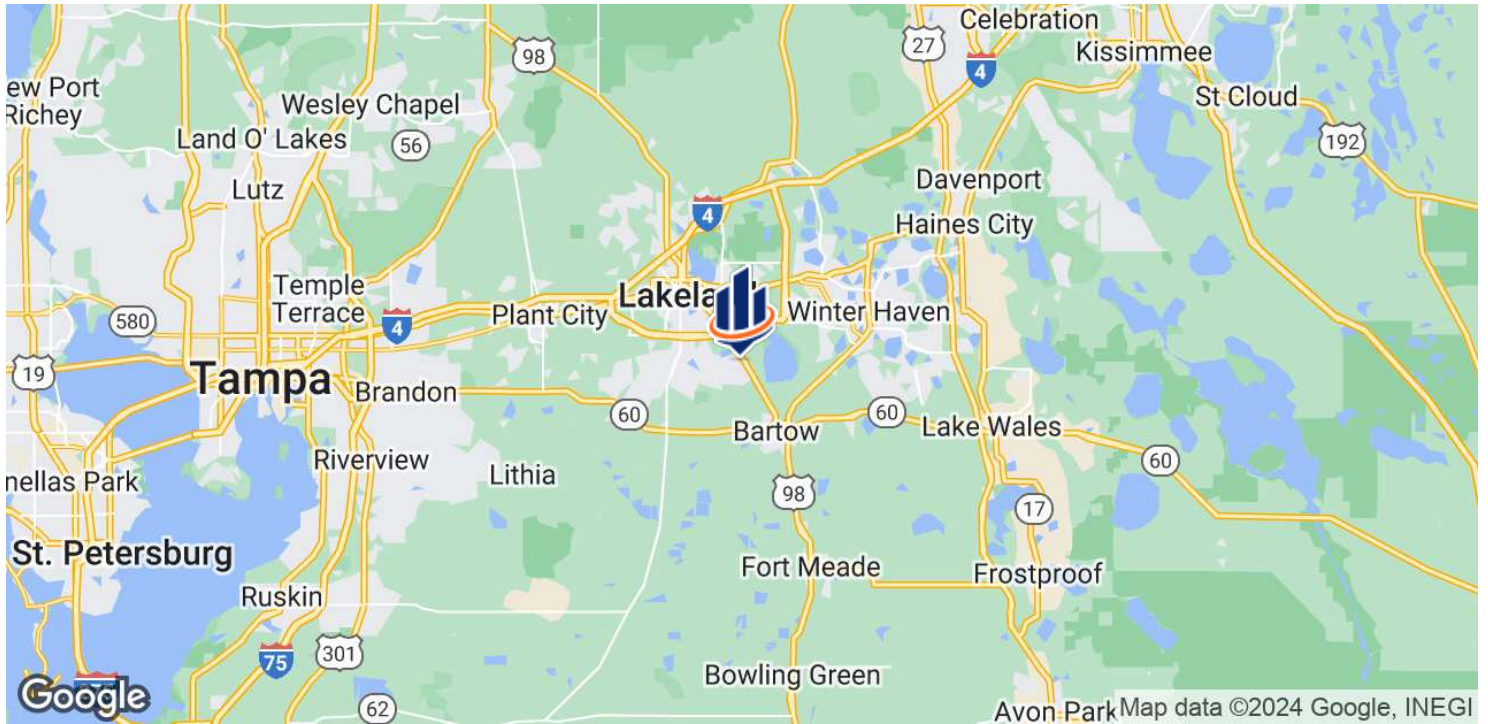 Celebration
27
98
4
Kissimmee
ew Port
Richey
Wesley Chapel
St Cloud
Land O' Lakes
56
192
Lutz
Davenport
4
Haines City
Temple
Terrace
Lakela
580
Plant City
Winter Haven
4
19
Tampa
Brandon
60
60
Lake Wales
Bartow
Riverview
60
nellas Park
Lithia
98
17
St. Petersburg
Fort Meade
Frostproof
Ruskin
301
75
Bowling Green
Google
62
Avon Park
Map data ©2024 Google, INEGI